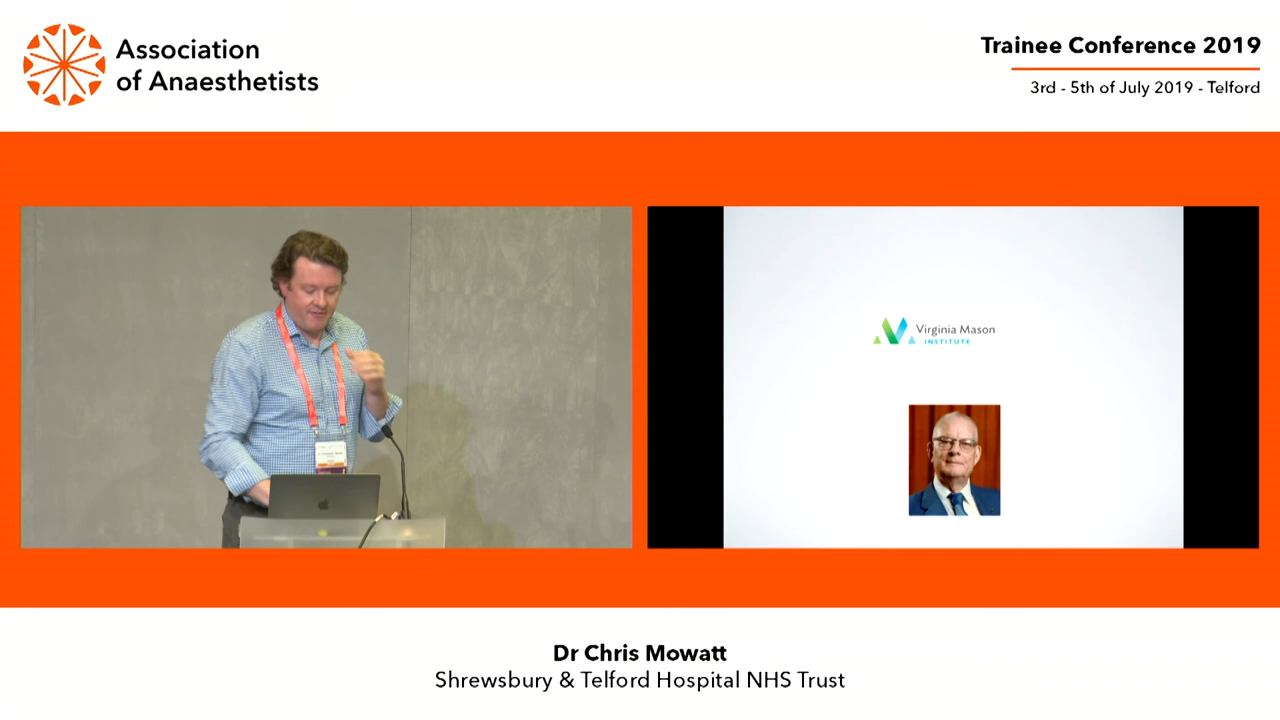 Association
of Anaesthetists
Trainee Conference 2019
3rd - 5th of July 2019 - Telford
Virginia Mason
INSTITUTE
Dr Chris Mowatt
Shrewsbury & Telford Hospital NHS Trust